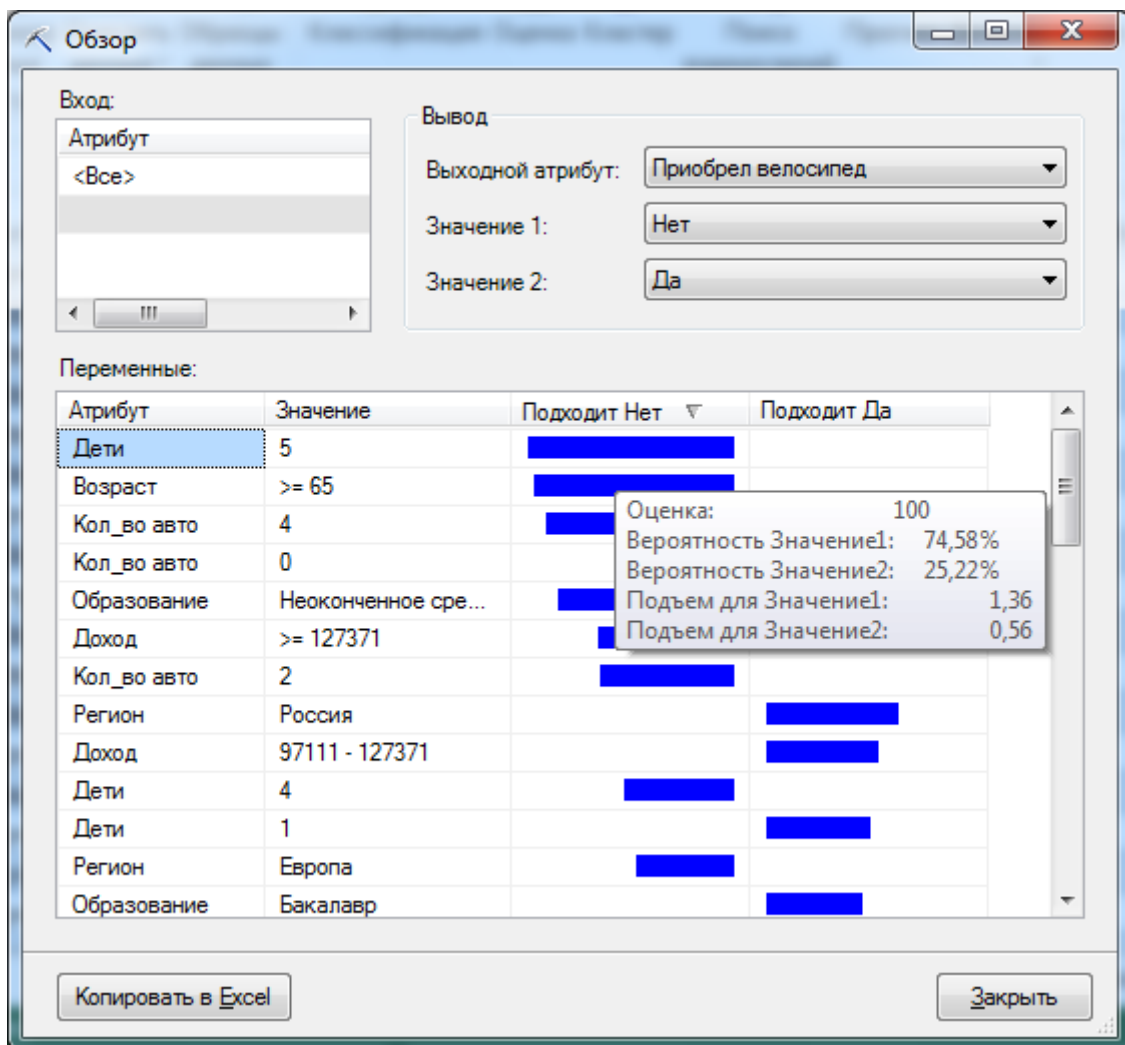 Обзор
Вход:
Атрибут
<Все>
Вывод
Выходной атрибут: Приобрел велосипед
Значение 1: Нет
Значение 2: Да
Переменные:
Атрибут Значение Подходит Нет Подходит Да
Дети 5
Возраст >= 65
Кол_во авто 4
Кол_во авто 0
Образование Неоконченное сре...
Доход >= 127371
Кол_во авто 2
Регион Россия
Доход 97111 - 127371
Дети 4
Дети 1
Регион Европа
Образование Бакалавр
Оценка: 100
Вероятность Значение1: 74,58%
Вероятность Значение2: 25,22%
Подъем для Значение1: 1,36
Подъем для Значение2: 0,56
Копировать в Excel
Закрыть